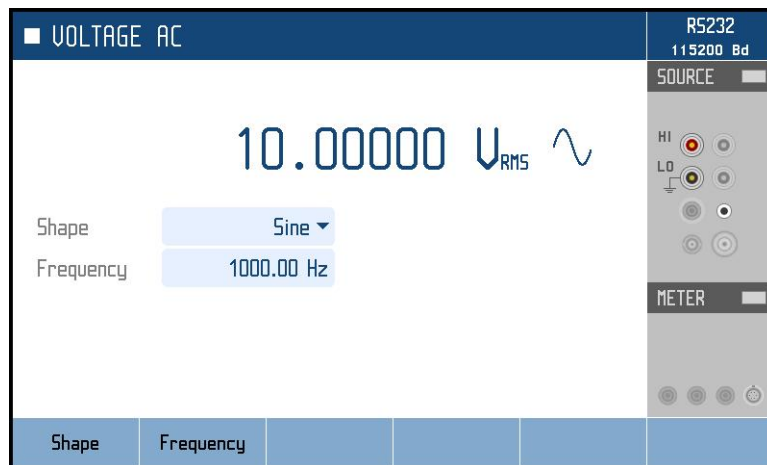 VOLTAGE AC
RS232
115200 Bd
SOURCE
10.00000 VRMS
HI
LO
Shape Sine
Frequency 1000.00 Hz
METER
Shape Frequency